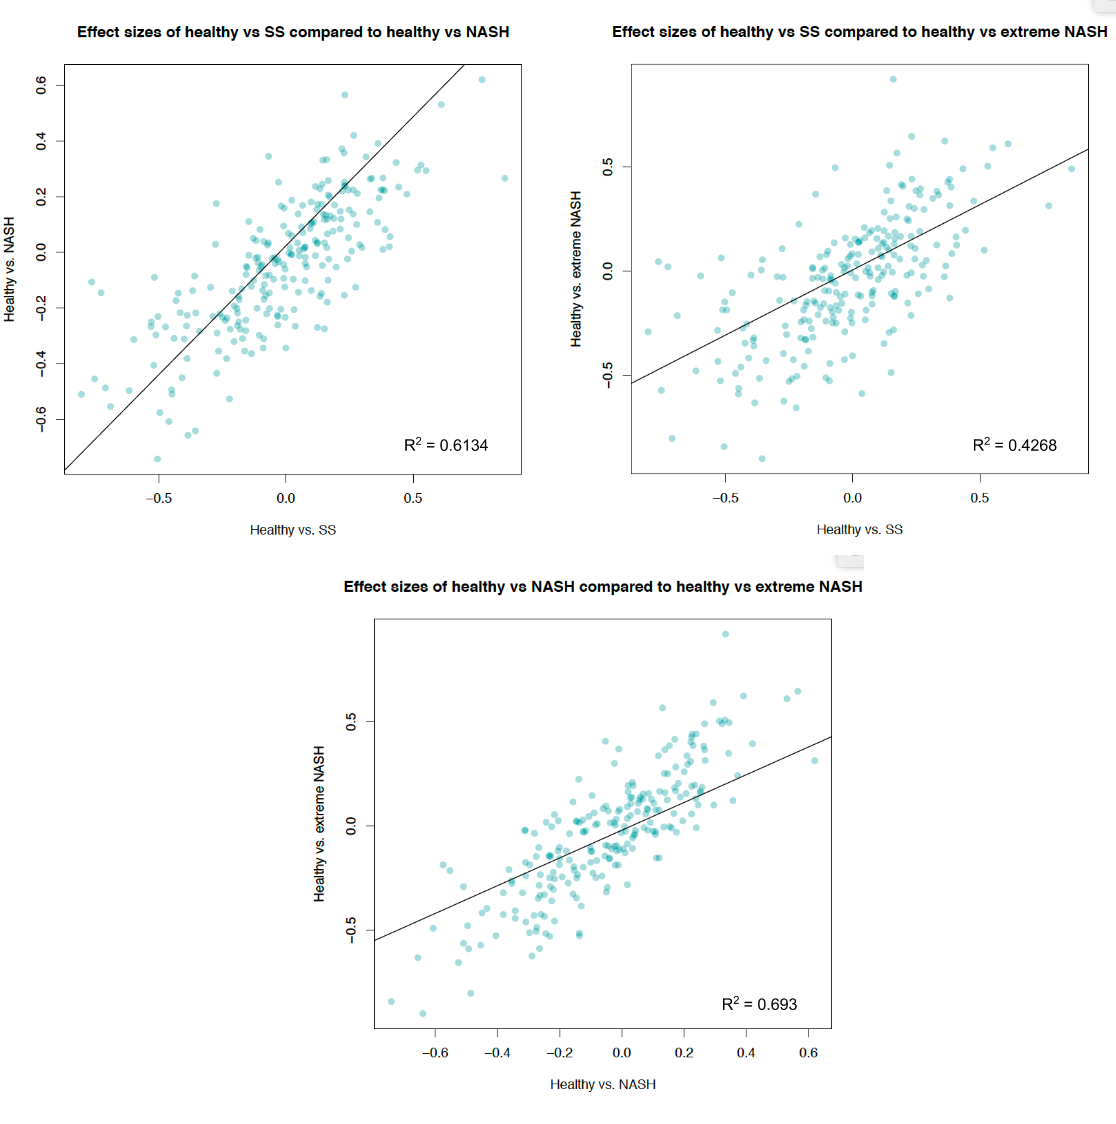 Effect sizes of healthy vs SS compared to healthy vs NASH
Healthy vs. NASH
0.6
0.4
0.2
0.0
−0.2
−0.4
−0.6
R² = 0.6134
−0.5
0.0
0.5
Healthy vs. SS
Effect sizes of healthy vs SS compared to healthy vs extreme NASH
Healthy vs. extreme NASH
0.5
0.0
−0.5
R² = 0.4268
−0.5
0.0
0.5
Healthy vs. SS
Effect sizes of healthy vs NASH compared to healthy vs extreme NASH
Healthy vs. extreme NASH
0.5
0.0
−0.5
R² = 0.693
−0.6
−0.4
−0.2
0.0
0.2
0.4
0.6
Healthy vs. NASH